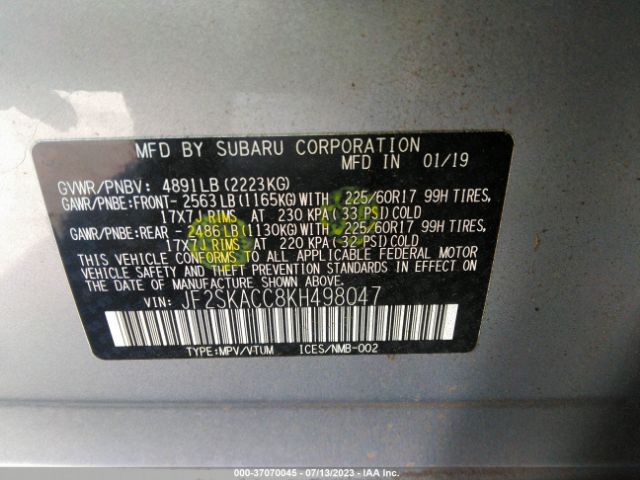 MFD BY SUBARU CORPORATION
MFD IN 01/19
GVWR/PNBV: 4891LB (2223KG)
GAWR/PNBE:FRONT- 2563 LB (1165KG) WITH 225/60R17 99H TIRES,
17X7J RIMS AT 230 KPA (33 PSI) COLD
GAWR/PNBE:REAR - 2486 LB (1130KG) WITH 225/60R17 99H TIRES,
17X7J RIMS AT 220 KPA (32 PSI) COLD
THIS VEHICLE CONFORMS TO ALL APPLICABLE FEDERAL MOTOR
VEHICLE SAFETY AND THEFT PREVENTION STANDARDS IN EFFECT
ON THE DATE OF MANUFACTURE SHOWN ABOVE.
VIN: JF2SKACC8KH498047
TYPE:MPV/VTUM ICES/NMB-002
000-37070045 - 07/13/2023 - IAA Inc.